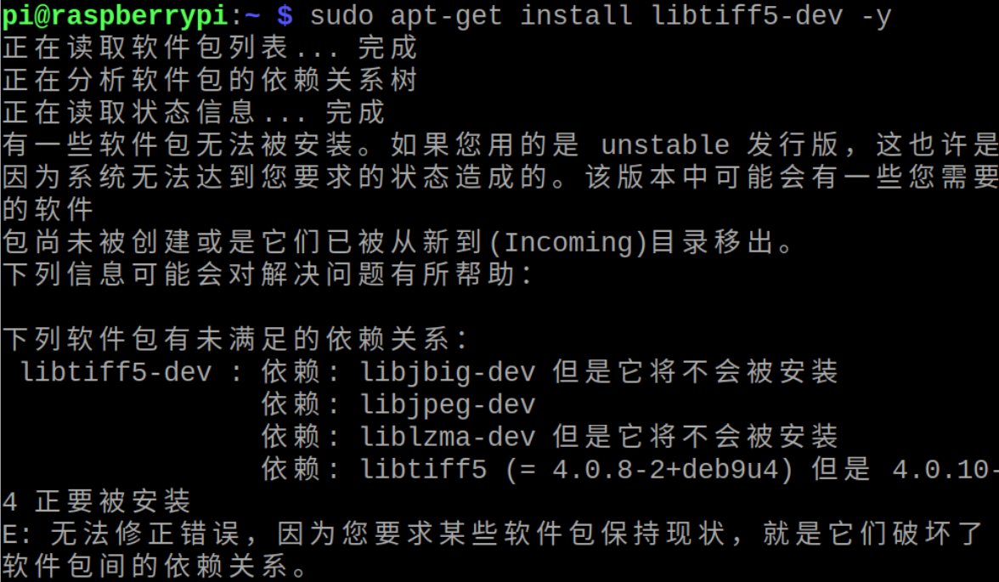 pi@raspberrypi:~ $ sudo apt-get install libtiff5-dev -y
正在读取软件包列表... 完成
正在分析软件包的依赖关系树
正在读取状态信息... 完成
有一些软件包无法被安装。如果您用的是 unstable 发行版，这也许是
因为系统无法达到您要求的状态造成的。该版本中可能会有一些您需要
的软件
包尚未被创建或是它们已被从新到(Incoming)目录移出。
下列信息可能会对解决问题有所帮助：
下列软件包有未满足的依赖关系：
libtiff5-dev : 依赖: libjbig-dev 但是它将不会被安装
依赖: libjpeg-dev
依赖: liblzma-dev 但是它将不会被安装
依赖: libtiff5 (= 4.0.8-2+deb9u4) 但是 4.0.10-
4 正要被安装
E: 无法修正错误，因为您要求某些软件包保持现状，就是它们破坏了
软件包间的依赖关系。